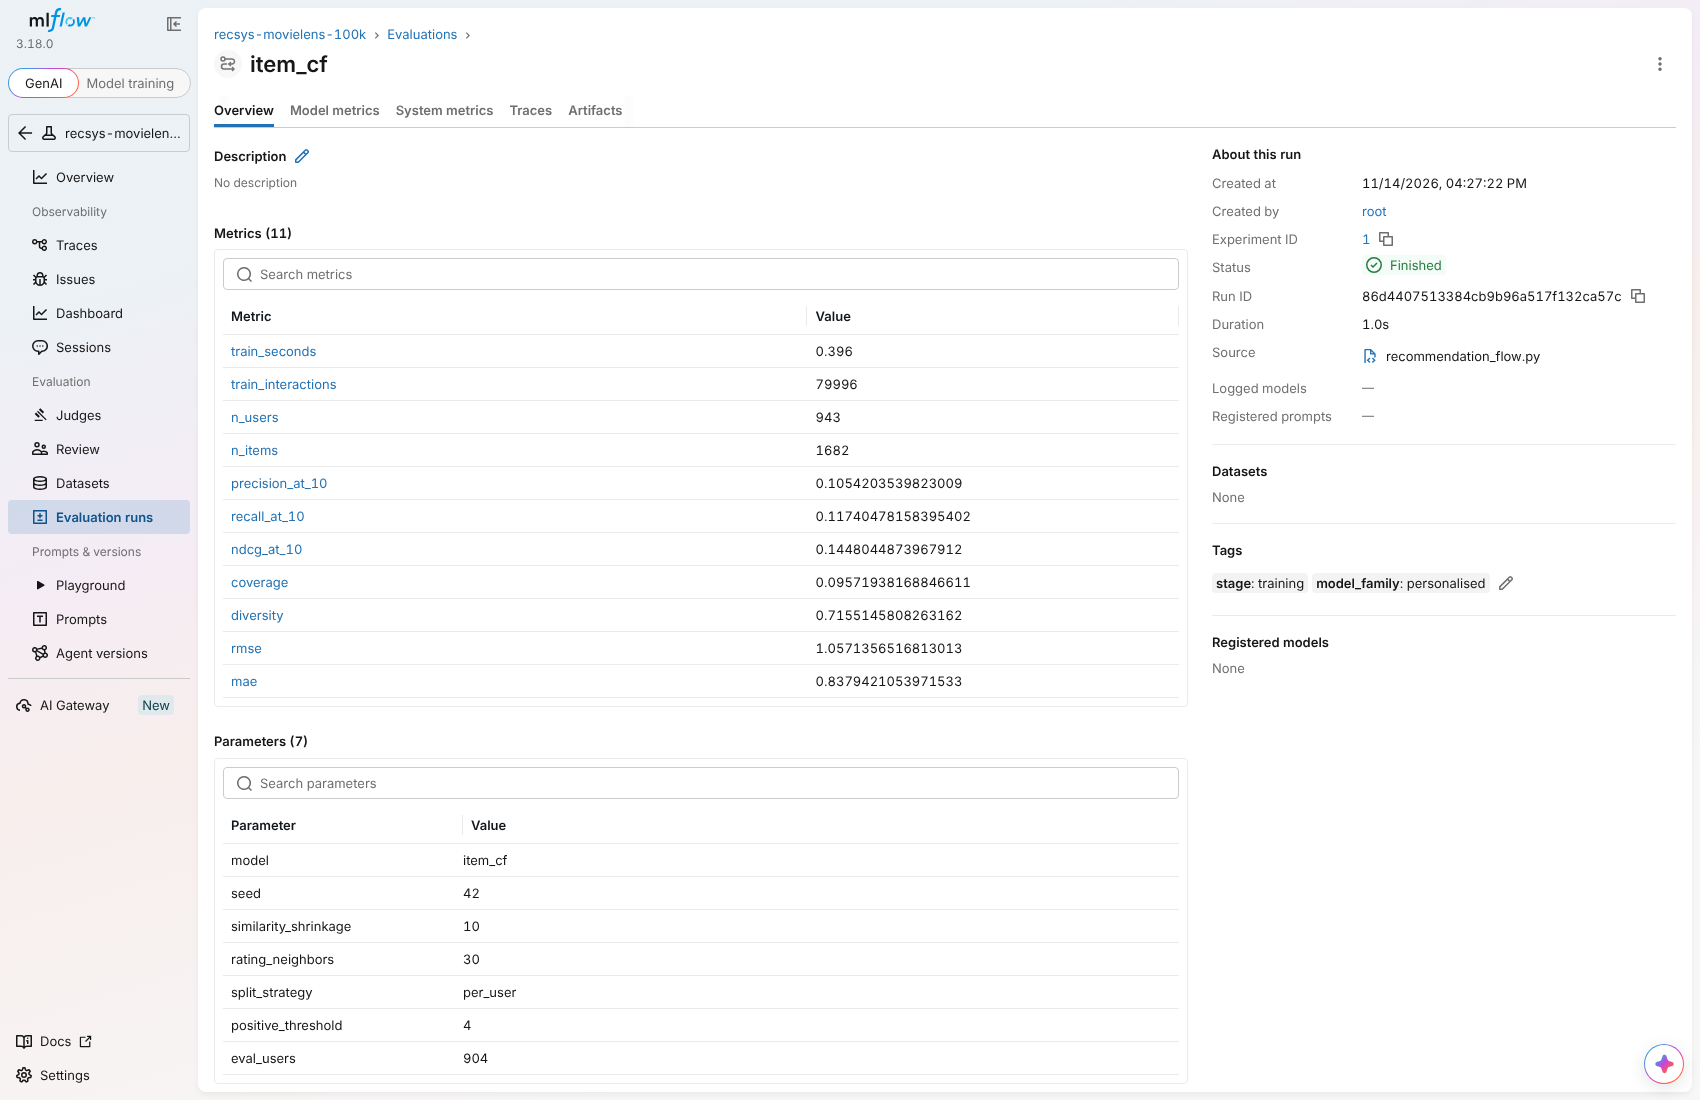 mlflow
3.18.0
GenAI
Model training
recsys-movielen...
Overview
Observability
Traces
Issues
Dashboard
Sessions
Evaluation
Judges
Review
Datasets
Evaluation runs
Prompts & versions
Playground
Prompts
Agent versions
AI Gateway New
Docs
Settings
recsys-movielens-100k › Evaluations ›
item_cf
Overview Model metrics System metrics Traces Artifacts
Description
No description
Metrics (11)
Search metrics
Metric Value
train_seconds 0.396
train_interactions 79996
n_users 943
n_items 1682
precision_at_10 0.1054203539823009
recall_at_10 0.11740478158395402
ndcg_at_10 0.1448044873967912
coverage 0.09571938168846611
diversity 0.7155145808263162
rmse 1.0571356516813013
mae 0.8379421053971533
Parameters (7)
Search parameters
Parameter Value
model item_cf
seed 42
similarity_shrinkage 10
rating_neighbors 30
split_strategy per_user
positive_threshold 4
eval_users 904
About this run
Created at 11/14/2026, 04:27:22 PM
Created by root
Experiment ID 1
Status Finished
Run ID 86d4407513384cb9b96a517f132ca57c
Duration 1.0s
Source recommendation_flow.py
Logged models —
Registered prompts —
Datasets
None
Tags
stage: training model_family: personalised
Registered models
None